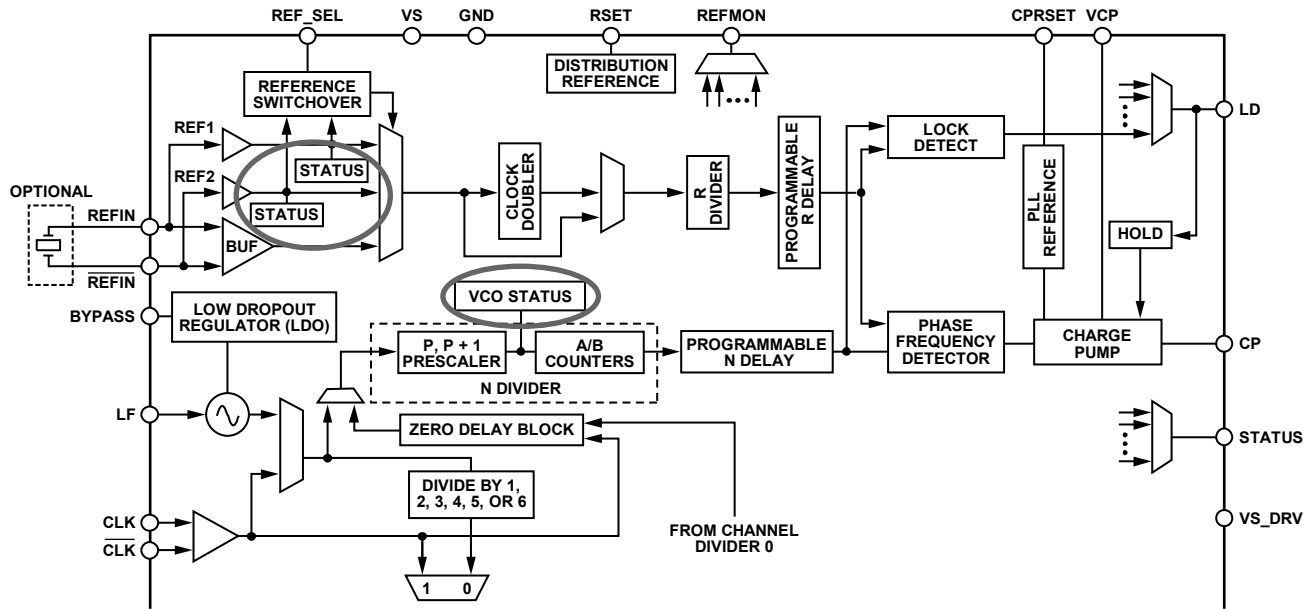 REF_SEL
VS
GND
RSET
REFMON
CPRSET
VCP
DISTRIBUTION
REFERENCE
REFERENCE
SWITCHOVER
LD
REF1
STATUS
REF2
STATUS
BUF
OPTIONAL
REFIN
REFIN
CLOCK
DOUBLER
R
DIVIDER
PROGRAMMABLE
R DELAY
LOCK
DETECT
PLL
REFERENCE
HOLD
BYPASS
LOW DROPOUT
REGULATOR (LDO)
VCO STATUS
P, P + 1
PRESCALER
A/B
COUNTERS
N DIVIDER
PROGRAMMABLE
N DELAY
PHASE
FREQUENCY
DETECTOR
CHARGE
PUMP
CP
LF
ZERO DELAY BLOCK
STATUS
DIVIDE BY 1,
2, 3, 4, 5, OR 6
CLK
CLK
FROM CHANNEL
DIVIDER 0
VS_DRV
1 0